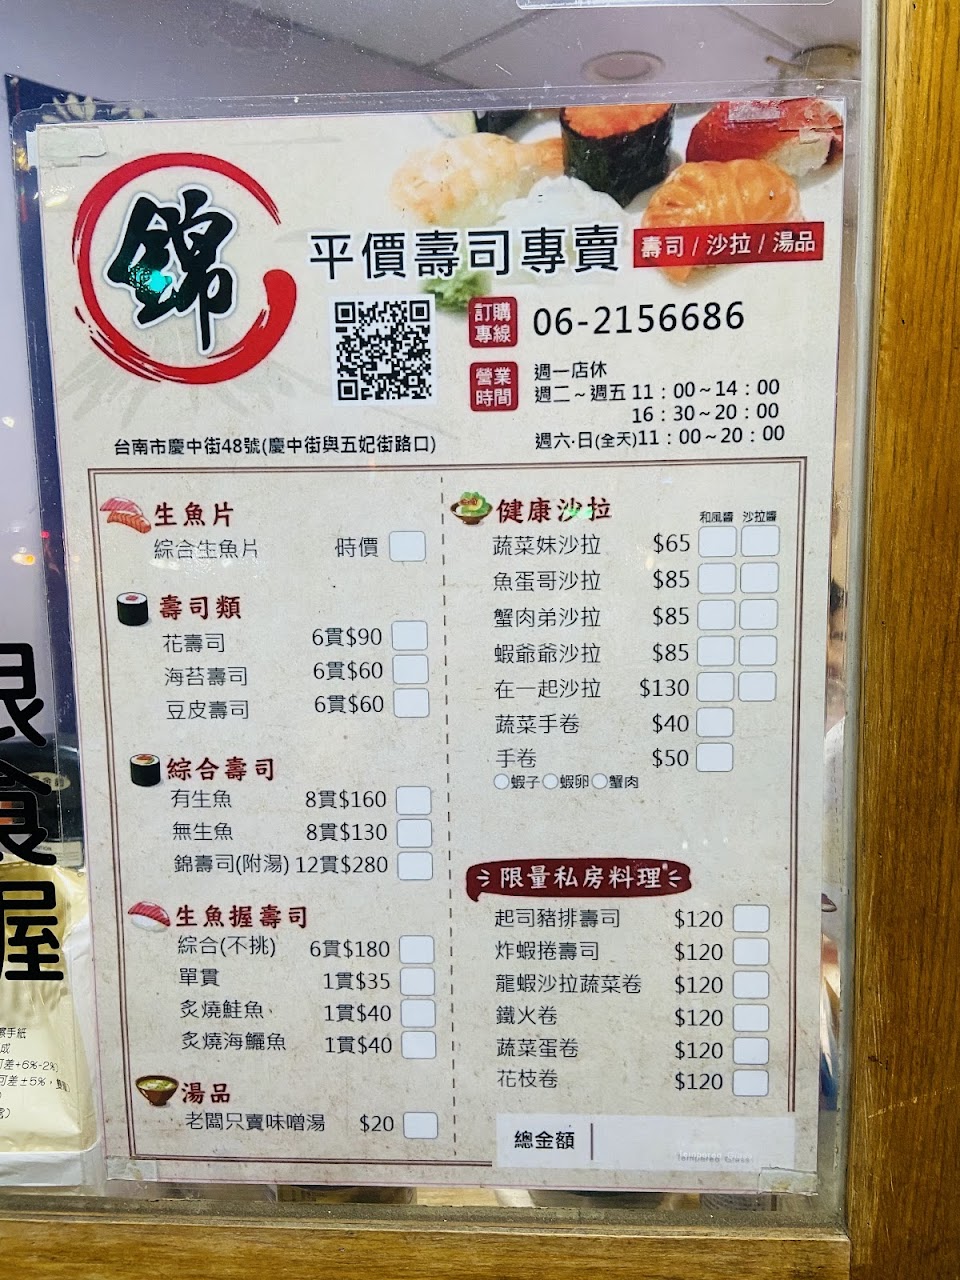 錦
平價壽司專賣
壽司/沙拉/湯品
訂購專線 06-2156686
營業時間 週一店休
週二～週五 11：00～14：00
16：30～20：00
週六．日(全天)11：00～20：00
台南市慶中街48號(慶中街與五妃街路口)
生魚片
綜合生魚片 時價
壽司類
花壽司 6貫$90
海苔壽司 6貫$60
豆皮壽司 6貫$60
綜合壽司
有生魚 8貫$160
無生魚 8貫$130
錦壽司(附湯) 12貫$280
生魚握壽司
綜合(不挑) 6貫$180
單貫 1貫$35
炙燒鮭魚 1貫$40
炙燒海鱺魚 1貫$40
湯品
老闆只賣味噌湯 $20
健康沙拉 和風醬 沙拉醬
蔬菜妹沙拉 $65
魚蛋哥沙拉 $85
蟹肉弟沙拉 $85
蝦爺爺沙拉 $85
在一起沙拉 $130
蔬菜手卷 $40
手卷 $50
蝦子 蝦卵 蟹肉
限量私房料理
起司豬排壽司 $120
炸蝦捲壽司 $120
龍蝦沙拉蔬菜卷 $120
鐵火卷 $120
蔬菜蛋卷 $120
花枝卷 $120
總金額
Tempered Glass
食
屋